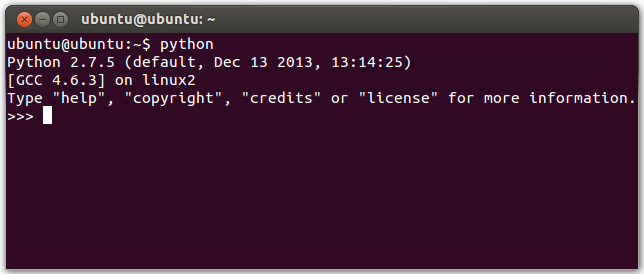 ubuntu@ubuntu: ~
ubuntu@ubuntu:~$ python
Python 2.7.5 (default, Dec 13 2013, 13:14:25)
[GCC 4.6.3] on linux2
Type "help", "copyright", "credits" or "license" for more information.
>>>